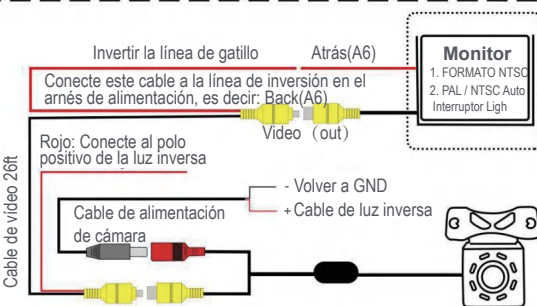 Invertir la línea de gatillo
Atrás(A6)
Conecte este cable a la línea de inversión en el
arnés de alimentación, es decir: Back(A6)
Monitor
1. FORMATO NTSC
2. PAL / NTSC Auto
Interruptor Ligh
Video（out）
Rojo: Conecte al polo
positivo de la luz inversa
Cable de vídeo 26ft
- Volver a GND
+ Cable de luz inversa
Cable de alimentación
de cámara